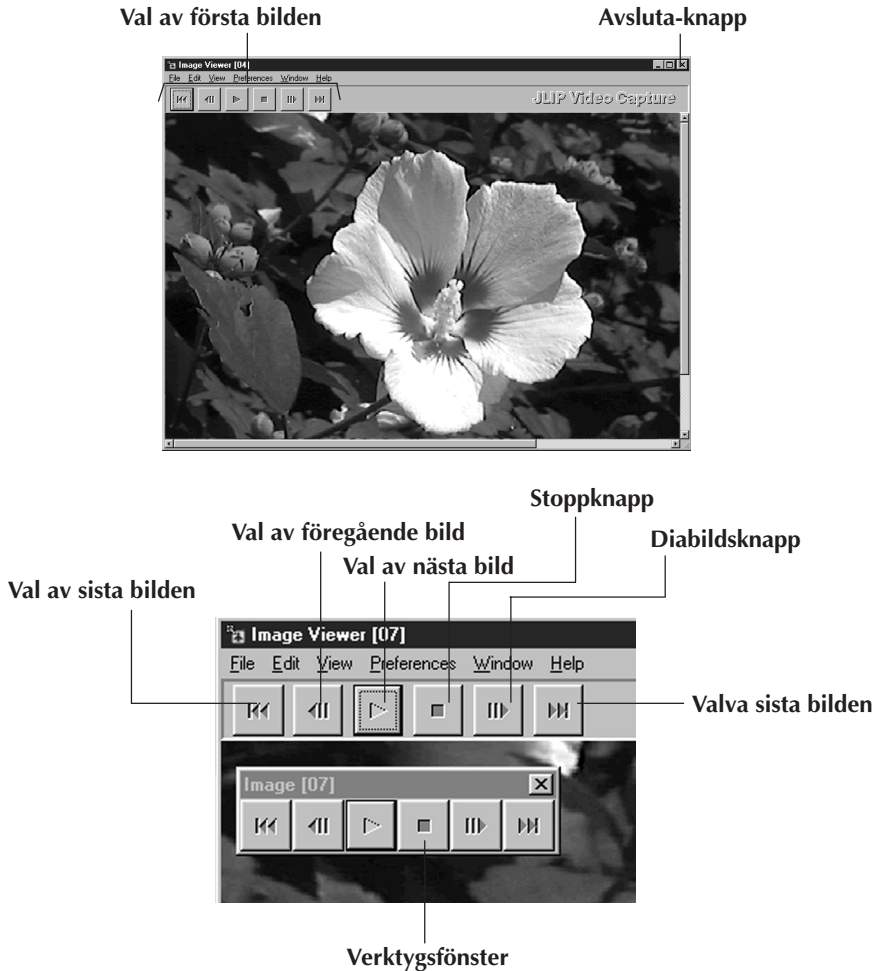 Val av första bilden
Avsluta-knapp
Image Viewer [04]
File Edit View Preferences Window Help
JLIP Video Capture
Stoppknapp
Val av föregående bild
Diabildsknapp
Val av nästa bild
Val av sista bilden
Image Viewer [07]
File Edit View Preferences Window Help
Valva sista bilden
Image [07]
Verktygsfönster